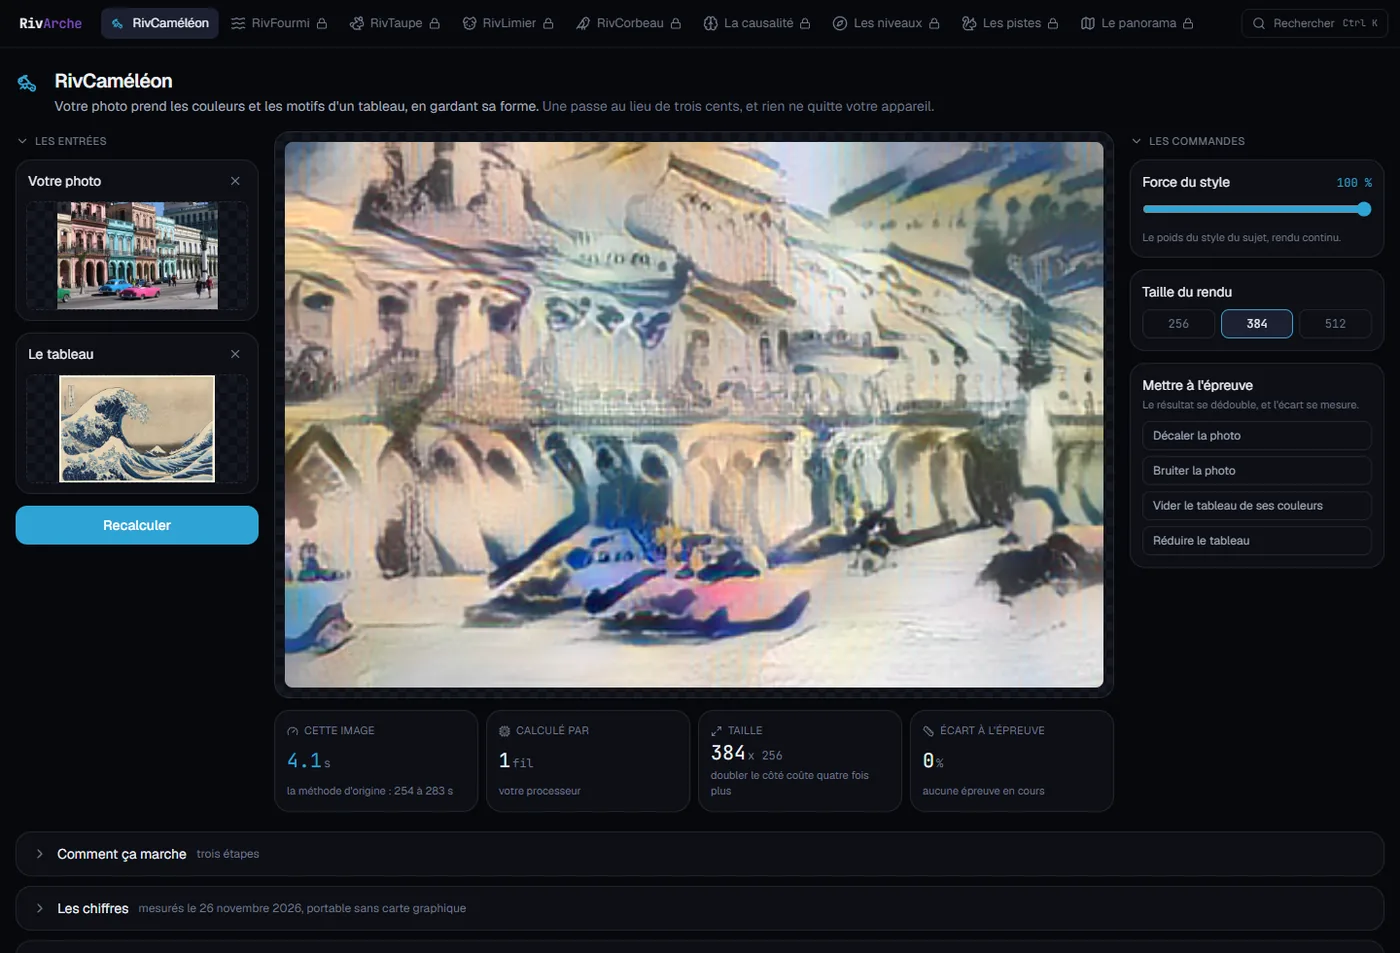 RivArche
RivCaméléon
RivFourmi
RivTaupe
RivLimier
RivCorbeau
La causalité
Les niveaux
Les pistes
Le panorama
Rechercher Ctrl K
RivCaméléon
Votre photo prend les couleurs et les motifs d'un tableau, en gardant sa forme. Une passe au lieu de trois cents, et rien ne quitte votre appareil.
LES ENTRÉES
Votre photo
Le tableau
Recalculer
LES COMMANDES
Force du style 100 %
Le poids du style du sujet, rendu continu.
Taille du rendu
256 384 512
Mettre à l'épreuve
Le résultat se dédouble, et l'écart se mesure.
Décaler la photo
Bruiter la photo
Vider le tableau de ses couleurs
Réduire le tableau
CETTE IMAGE
4.1 s
la méthode d'origine : 254 à 283 s
CALCULÉ PAR
1 fil
votre processeur
TAILLE
384 x 256
doubler le côté coûte quatre fois
plus
ÉCART À L'ÉPREUVE
0 %
aucune épreuve en cours
Comment ça marche trois étapes
Les chiffres mesurés le 26 novembre 2026, portable sans carte graphique